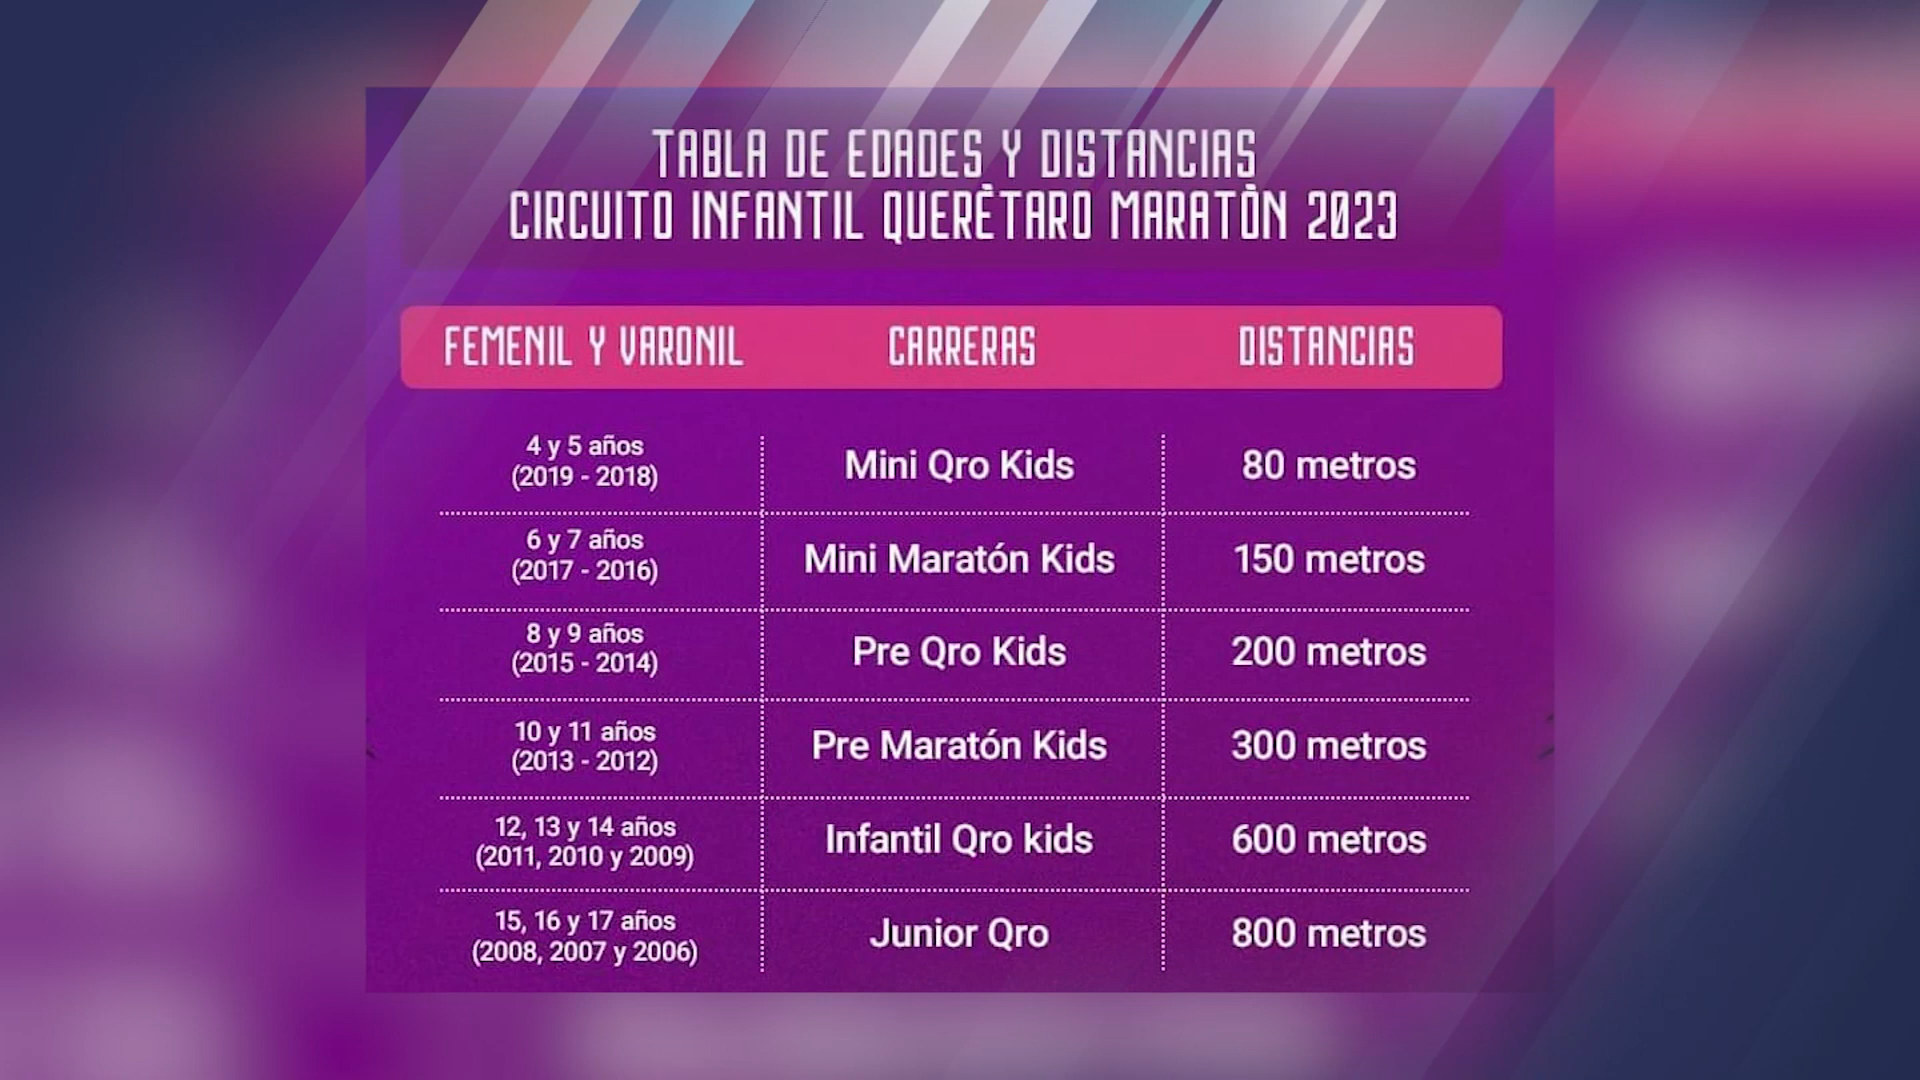 TABLA DE EDADES Y DISTANCIAS
CIRCUITO INFANTIL QUERÈTARO MARATÒN 2023
FEMENIL Y VARONIL CARRERAS DISTANCIAS
4 y 5 años
(2019 - 2018)
Mini Qro Kids
80 metros
6 y 7 años
(2017 - 2016)
Mini Maratón Kids
150 metros
8 y 9 años
(2015 - 2014)
Pre Qro Kids
200 metros
10 y 11 años
(2013 - 2012)
Pre Maratón Kids
300 metros
12, 13 y 14 años
(2011, 2010 y 2009)
Infantil Qro kids
600 metros
15, 16 y 17 años
(2008, 2007 y 2006)
Junior Qro
800 metros